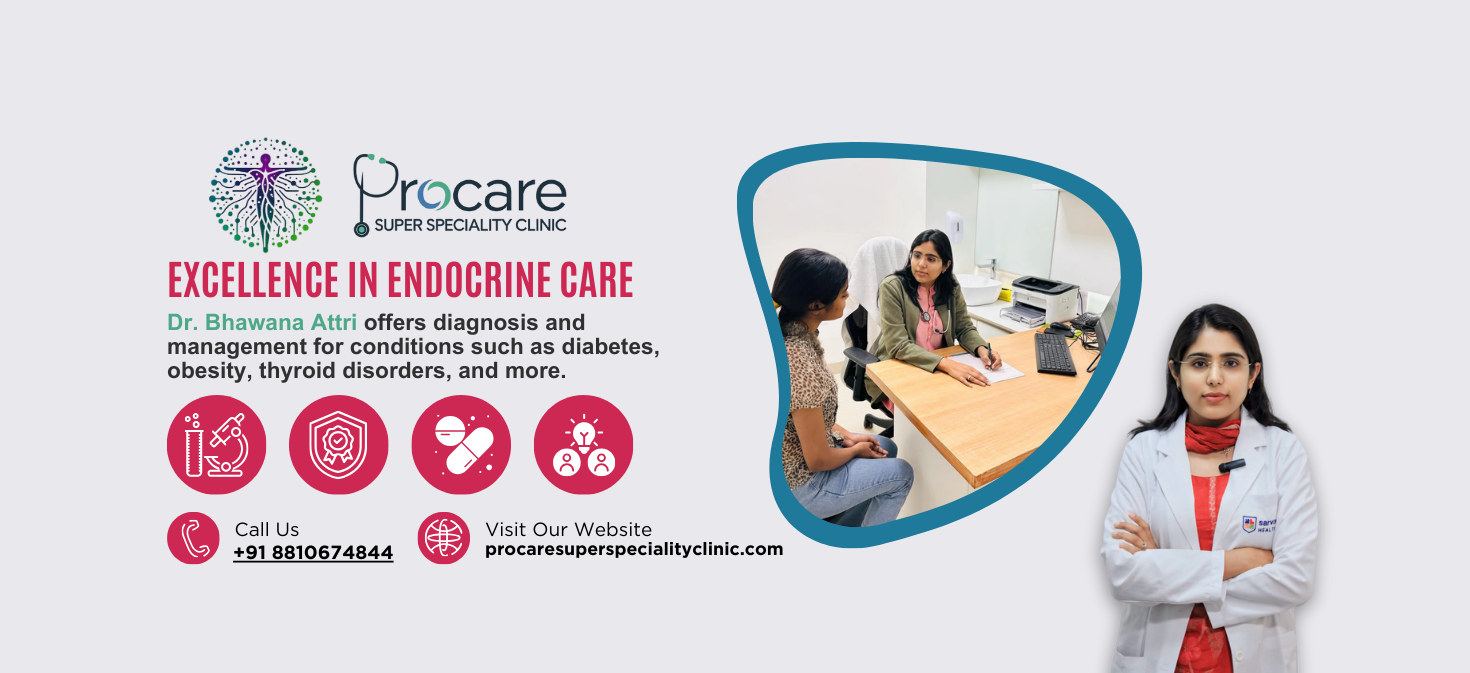 Procare
SUPER SPECIALITY CLINIC
EXCELLENCE IN ENDOCRINE CARE
Dr. Bhawana Attri offers diagnosis and
management for conditions such as diabetes,
obesity, thyroid disorders, and more.
Call Us
+91 8810674844
Visit Our Website
procaresuperspecialityclinic.com